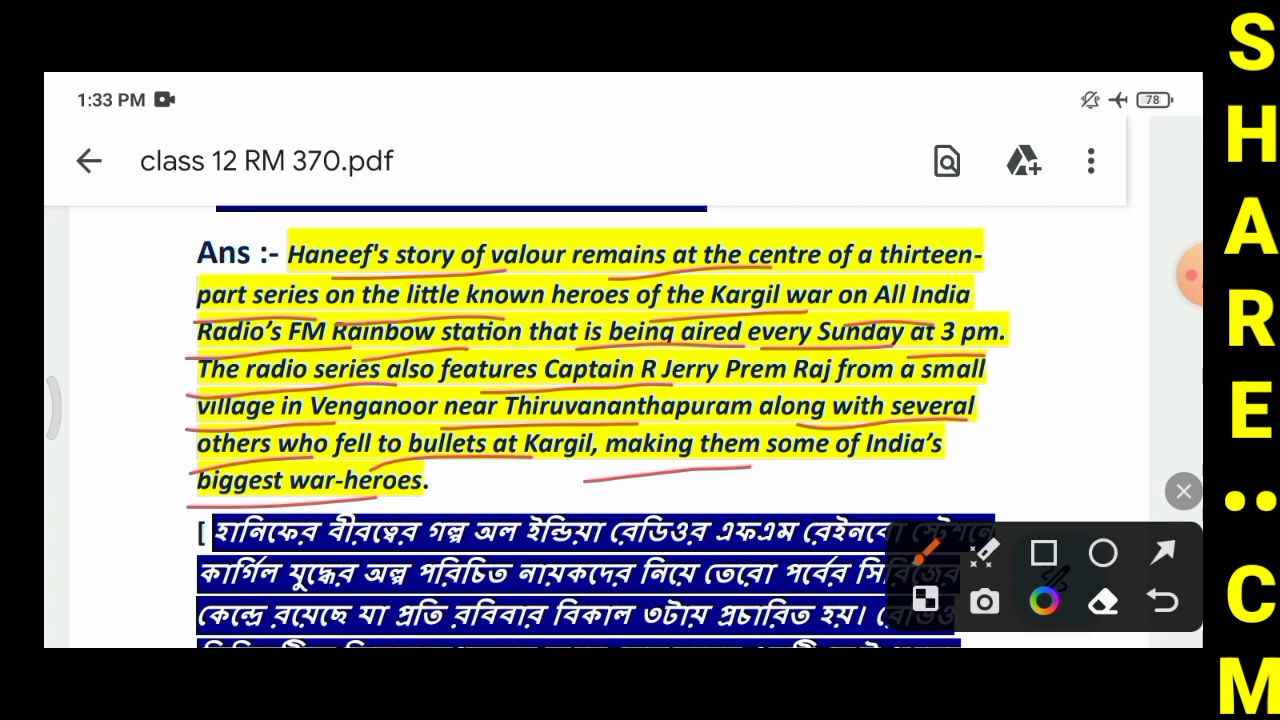 1:33 PM
78
class 12 RM 370.pdf
Ans :- Haneef's story of valour remains at the centre of a thirteen-
part series on the little known heroes of the Kargil war on All India
Radio’s FM Rainbow station that is being aired every Sunday at 3 pm.
The radio series also features Captain R Jerry Prem Raj from a small
village in Venganoor near Thiruvananthapuram along with several
others who fell to bullets at Kargil, making them some of India’s
biggest war-heroes.
[ হানিফের বীরত্বের গল্প অল ইন্ডিয়া রেডিওর এফএম রেইনবো স্টেশনে
কার্গিল যুদ্ধের অল্প পরিচিত নায়কদের নিয়ে তেরো পর্বের সিরিজের
কেন্দ্রে রয়েছে যা প্রতি রবিবার বিকাল ৩টায় প্রচারিত হয়। রেডিও
S
H
A
R
E
..
C
M